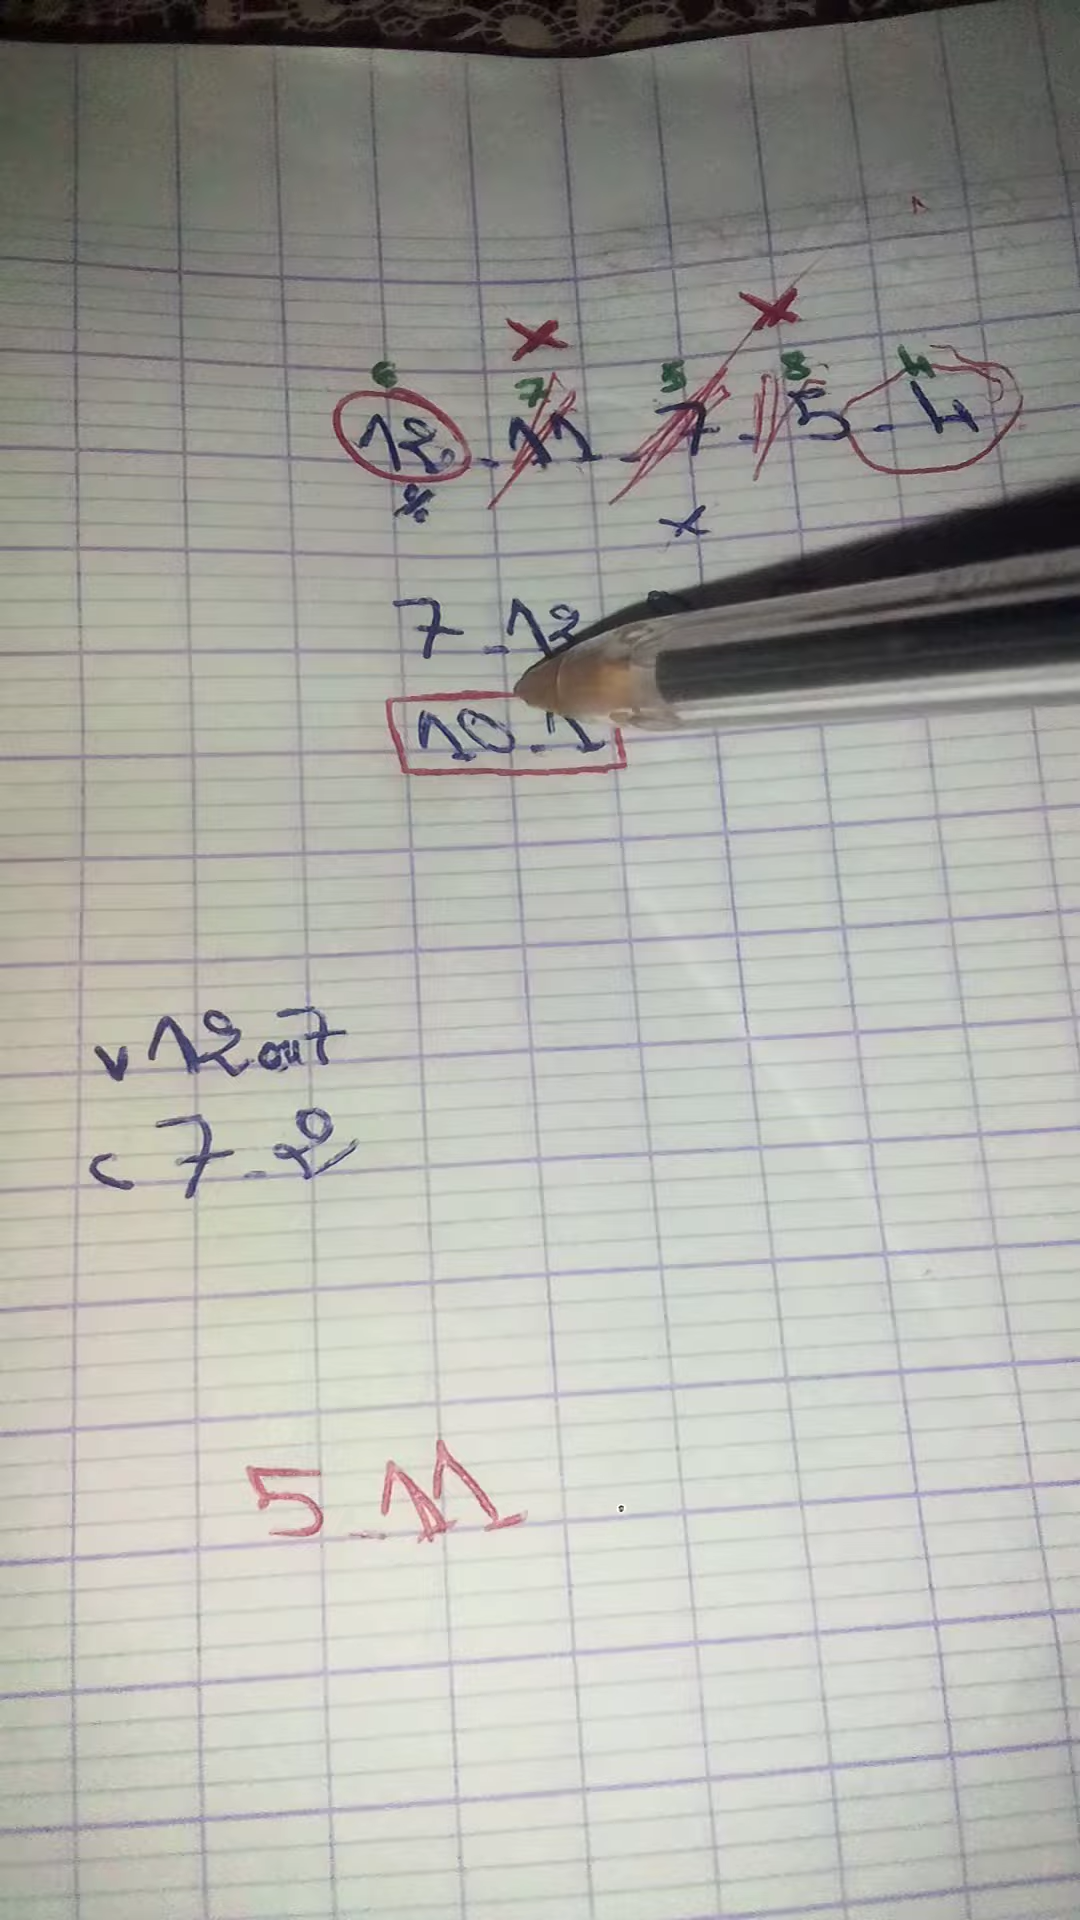 x x
6 7 5 8 4
12 - 11 - 7 - 5 - 4
x
7 - 12
10 - 1
v 12 ou 7
c 7 - 2
5 - 11